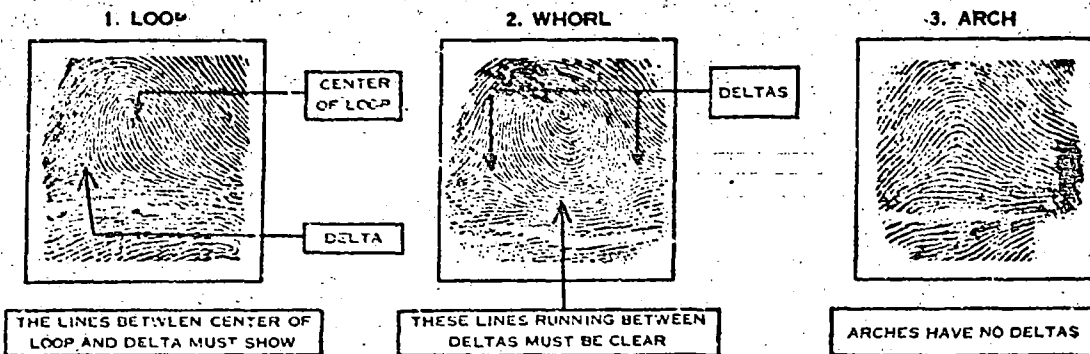 1. LOOP
2. WHORL
3. ARCH
CENTER
OF LOOP
DELTAS
DELTA
THE LINES BETWEEN CENTER OF
LOOP AND DELTA MUST SHOW
THESE LINES RUNNING BETWEEN
DELTAS MUST BE CLEAR
ARCHES HAVE NO DELTAS